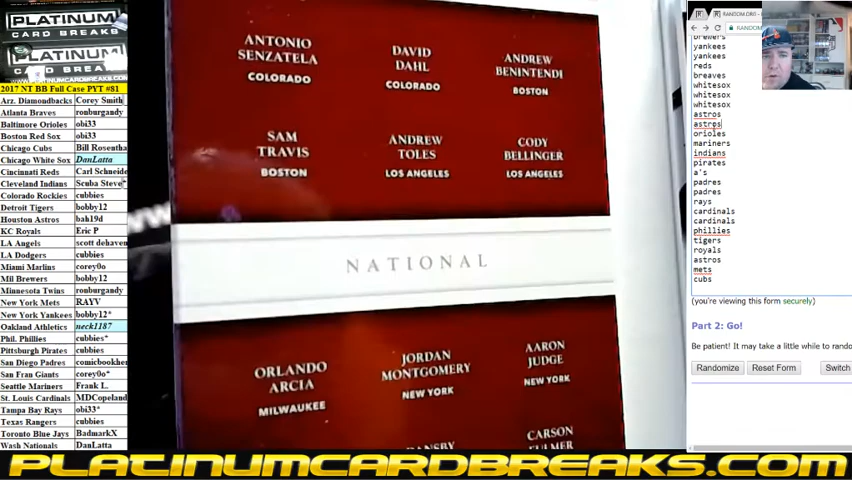 PLATINUM
CARD BREAKS
PLATINUM
CARD BREAKS
2017 NT BB Full Case PYT #81
Arz. Diamondbacks Corey Smith
Atlanta Braves ronburgandy
Baltimore Orioles obi33
Boston Red Sox obi33
Chicago Cubs Bill Rosentha
Chicago White Sox DanLatta
Cincinnati Reds Carl Schneide
Cleveland Indians Scuba Steve*
Colorado Rockies cubbies
Detroit Tigers bobby12
Houston Astros bah19d
KC Royals Eric P
LA Angels scott dehaven
LA Dodgers cubbies
Miami Marlins corey0o
Mil Brewers bobby12
Minnesota Twins ronburgandy
New York Mets RAYV
New York Yankees bobby12*
Oakland Athletics neck1187
Phil. Phillies cubbies*
Pittsburgh Pirates cubbies
San Diego Padres comicbookher
San Fran Giants corey0o*
Seattle Mariners Frank L.
St. Louis Cardinals MDCopeland
Tampa Bay Rays obi33*
Texas Rangers cubbies
Toronto Blue Jays BadmarkX
Wash Nationals DanLatta
ANTONIO
SENZATELA
COLORADO
DAVID
DAHL
COLORADO
ANDREW
BENINTENDI
BOSTON
SAM
TRAVIS
BOSTON
ANDREW
TOLES
LOS ANGELES
CODY
BELLINGER
LOS ANGELES
NATIONAL
ORLANDO
ARCIA
MILWAUKEE
JORDAN
MONTGOMERY
NEW YORK
AARON
JUDGE
NEW YORK
CARSON
FULMER
RANDOM.ORG
brewers
yankees
yankees
reds
breaves
whitesox
whitesox
whitesox
astros
astros
orioles
mariners
indians
pirates
a's
padres
padres
rays
cardinals
cardinals
phillies
tigers
royals
astros
mets
cubs
(you're viewing this form securely)
Part 2: Go!
Be patient! It may take a little while to rando
Randomize
Reset Form
Switch
PLATINUMCARDBREAKS.COM